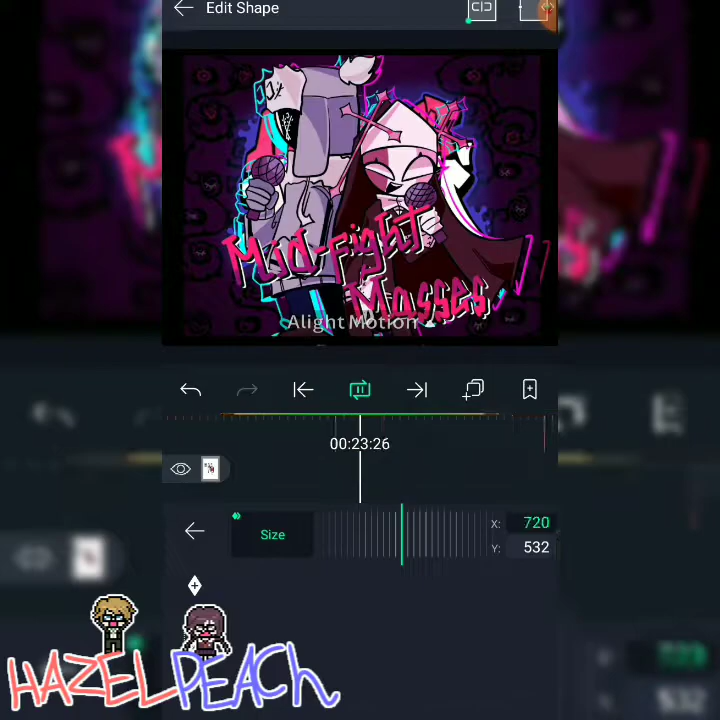 Edit Shape
Mid-fight
Masses
Alight Motion
00:23:26
Size
X: 720
Y: 532
HAZELPEACh